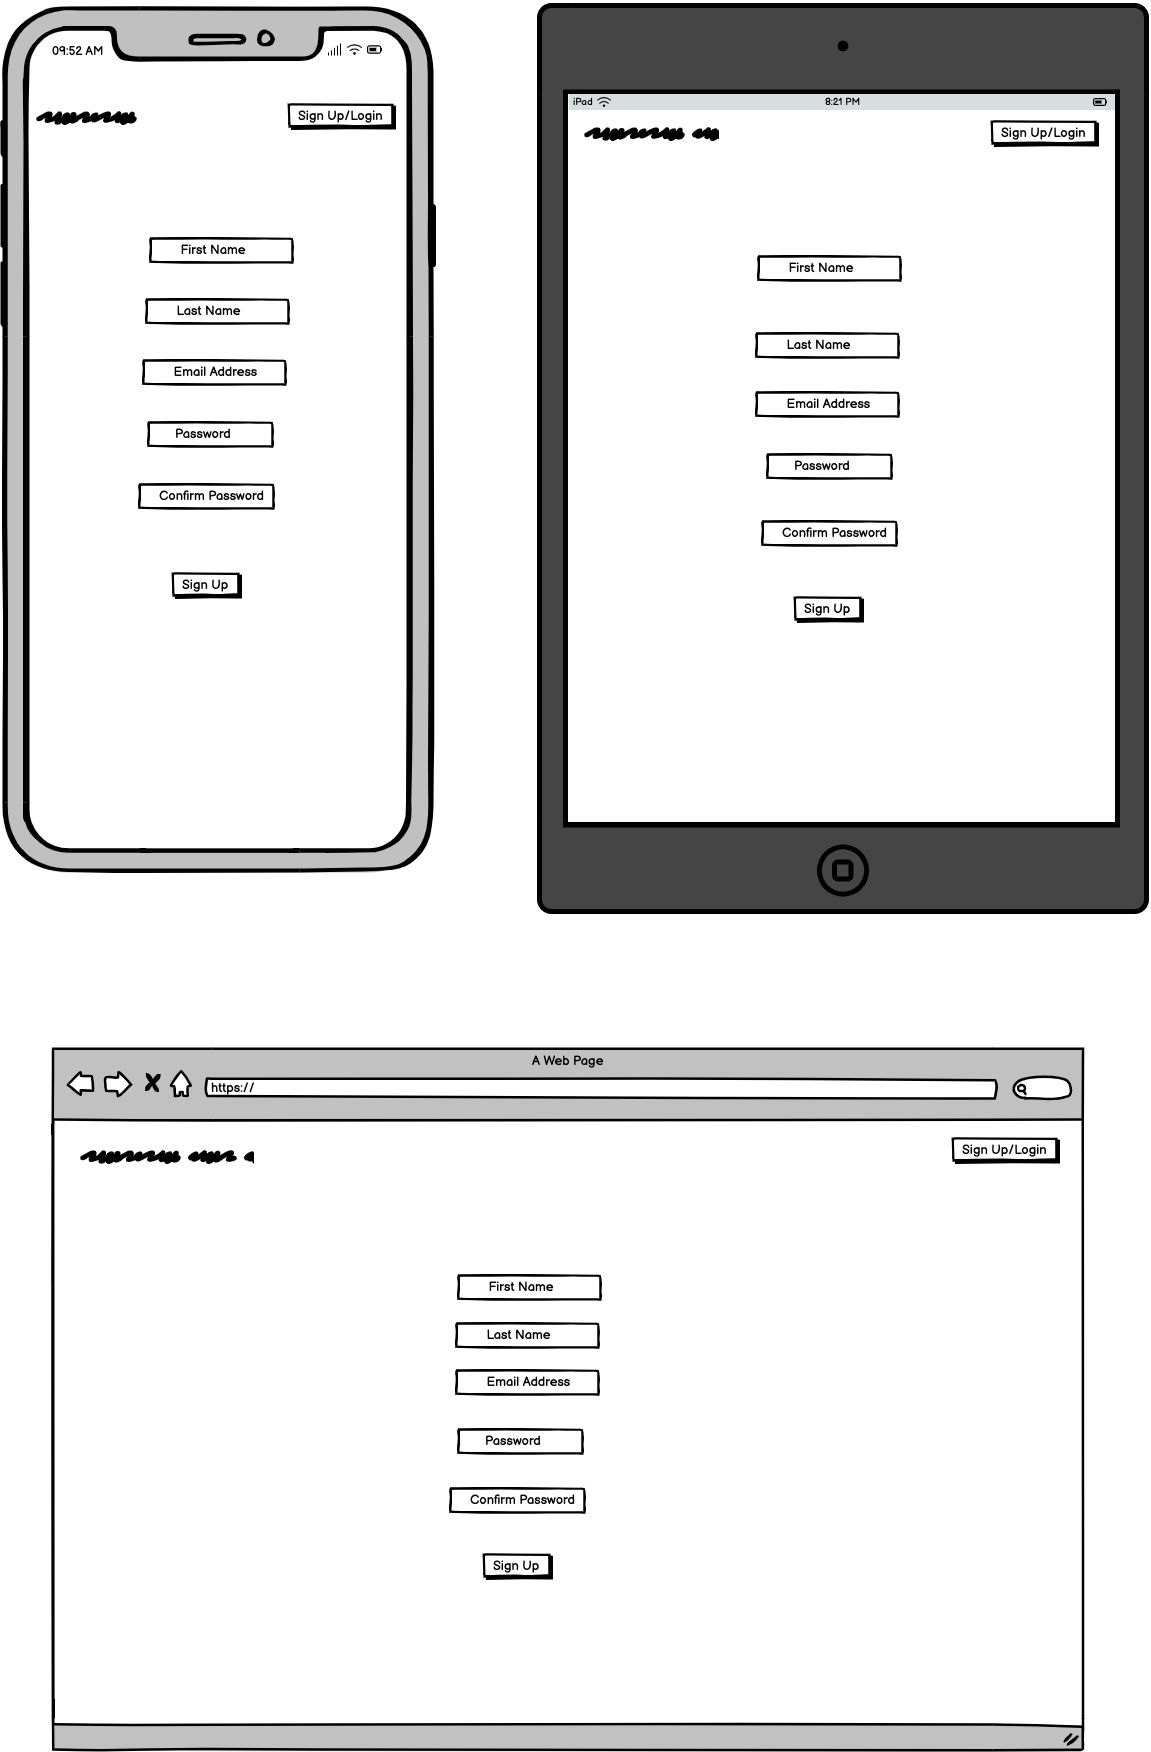 09:52 AM
Sign Up/Login
First Name
Last Name
Email Address
Password
Confirm Password
Sign Up
iPad
8:21 PM
Sign Up/Login
First Name
Last Name
Email Address
Password
Confirm Password
Sign Up
A Web Page
https://
Sign Up/Login
First Name
Last Name
Email Address
Password
Confirm Password
Sign Up